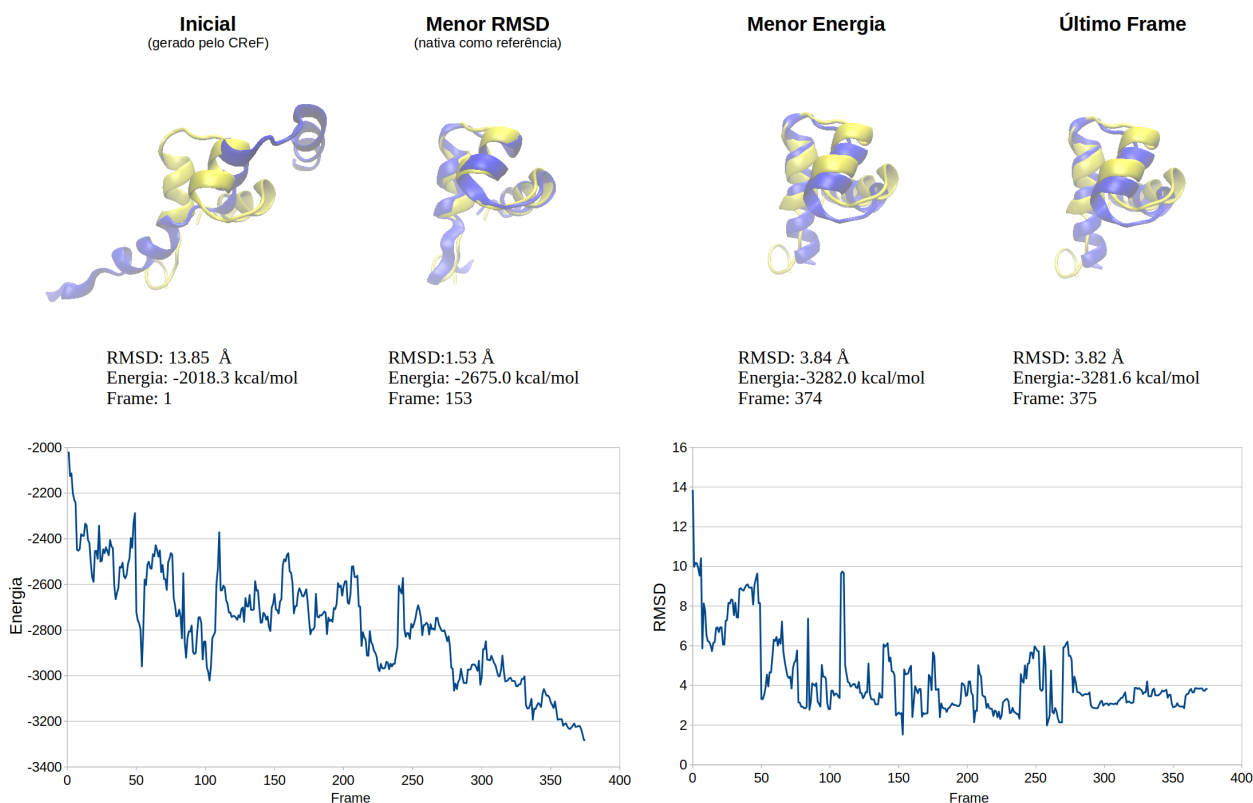 Inicial
(gerado pelo CReF)
Menor RMSD
(nativa como referência)
Menor Energia
Último Frame
RMSD: 13.85 Å
Energia: -2018.3 kcal/mol
Frame: 1
RMSD:1.53 Å
Energia: -2675.0 kcal/mol
Frame: 153
RMSD: 3.84 Å
Energia:-3282.0 kcal/mol
Frame: 374
RMSD: 3.82 Å
Energia:-3281.6 kcal/mol
Frame: 375
-2000
-2200
-2400
-2600
-2800
-3000
-3200
-3400
Energia
0 50 100 150 200 250 300 350 400
Frame
16
14
12
10
8
6
4
2
0
RMSD
0 50 100 150 200 250 300 350 400
Frame